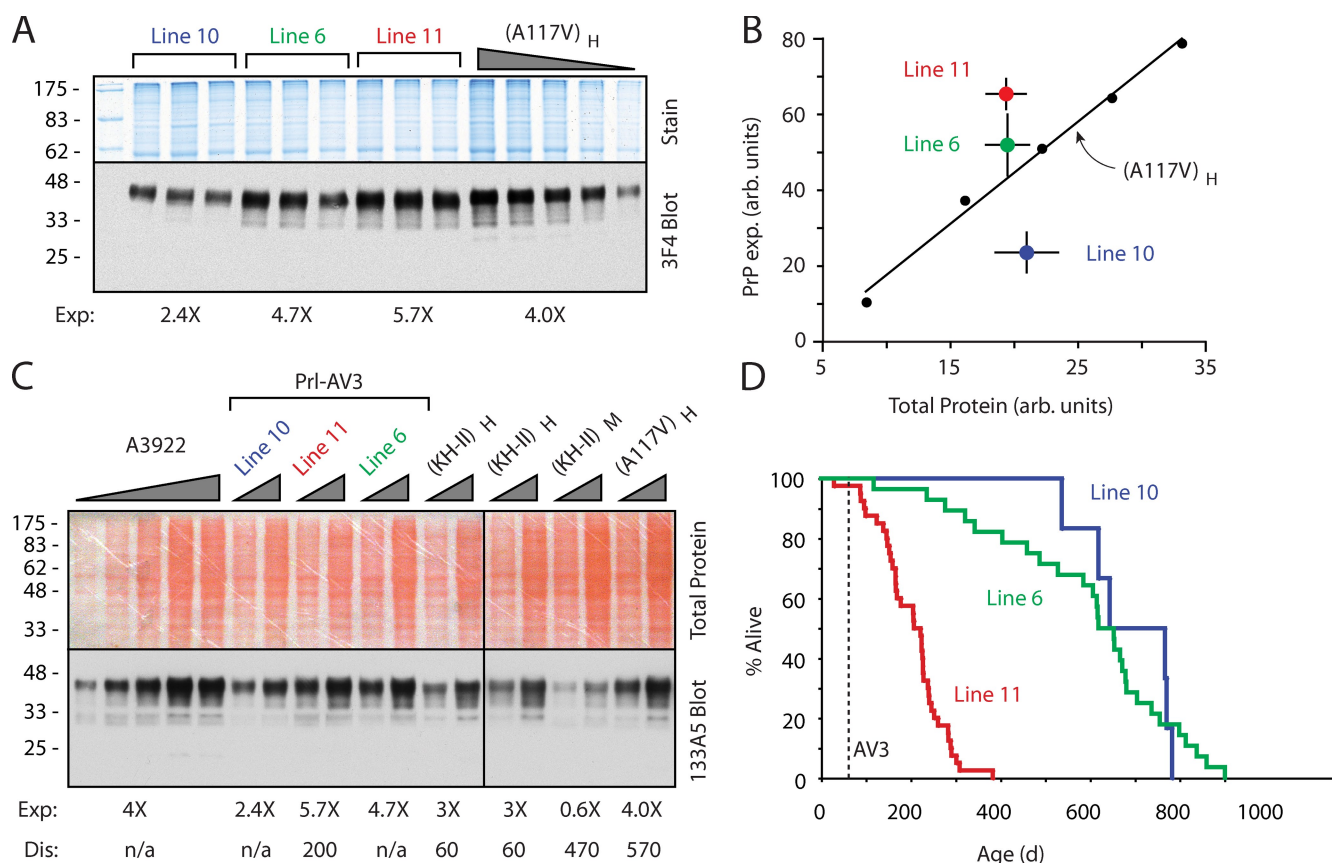 A
Line 10 Line 6 Line 11 (A117V) H
175 -
83 -
62 -
Stain
48 -
33 -
25 -
3F4 Blot
Exp: 2.4X 4.7X 5.7X 4.0X
B
80
60
40
20
0
PrP exp. (arb. units)
Line 11
Line 6
(A117V) H
Line 10
5 15 25 35
Total Protein (arb. units)
C
Prl-AV3
A3922 Line 10 Line 11 Line 6 (KH-II) H (KH-II) H (KH-II) M (A117V) H
175 -
83 -
62 -
48 -
33 -
Total Protein
48 -
33 -
25 -
133A5 Blot
Exp: 4X 2.4X 5.7X 4.7X 3X 3X 0.6X 4.0X
Dis: n/a n/a 200 n/a 60 60 470 570
D
100
80
60
40
20
0
% Alive
Line 10
Line 6
Line 11
AV3
0 200 400 600 800 1000
Age (d)